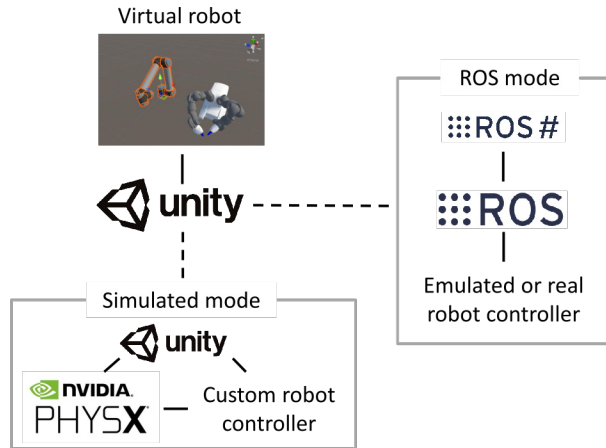 Virtual robot
unity
ROS mode
ROS #
ROS
Emulated or real
robot controller
Simulated mode
unity
NVIDIA.
PHYSX
Custom robot
controller